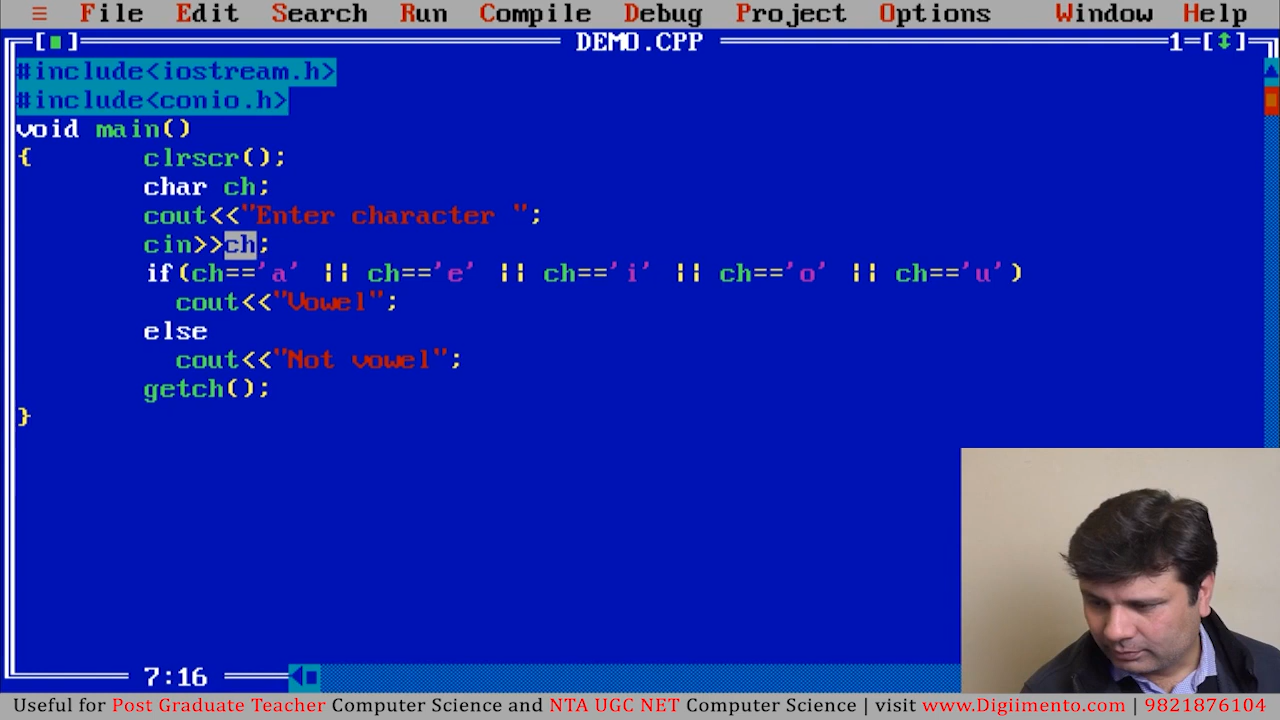 ≡ File Edit Search Run Compile Debug Project Options Window Help
[■] DEMO.CPP 1=[↕]
#include<iostream.h>
#include<conio.h>
void main()
{ clrscr();
char ch;
cout<<"Enter character ";
cin>>ch;
if(ch=='a' || ch=='e' || ch=='i' || ch=='o' || ch=='u')
cout<<"Vowel";
else
cout<<"Not vowel";
getch();
}
7:16
Useful for Post Graduate Teacher Computer Science and NTA UGC NET Computer Science | visit www.Digiimento.com | 9821876104